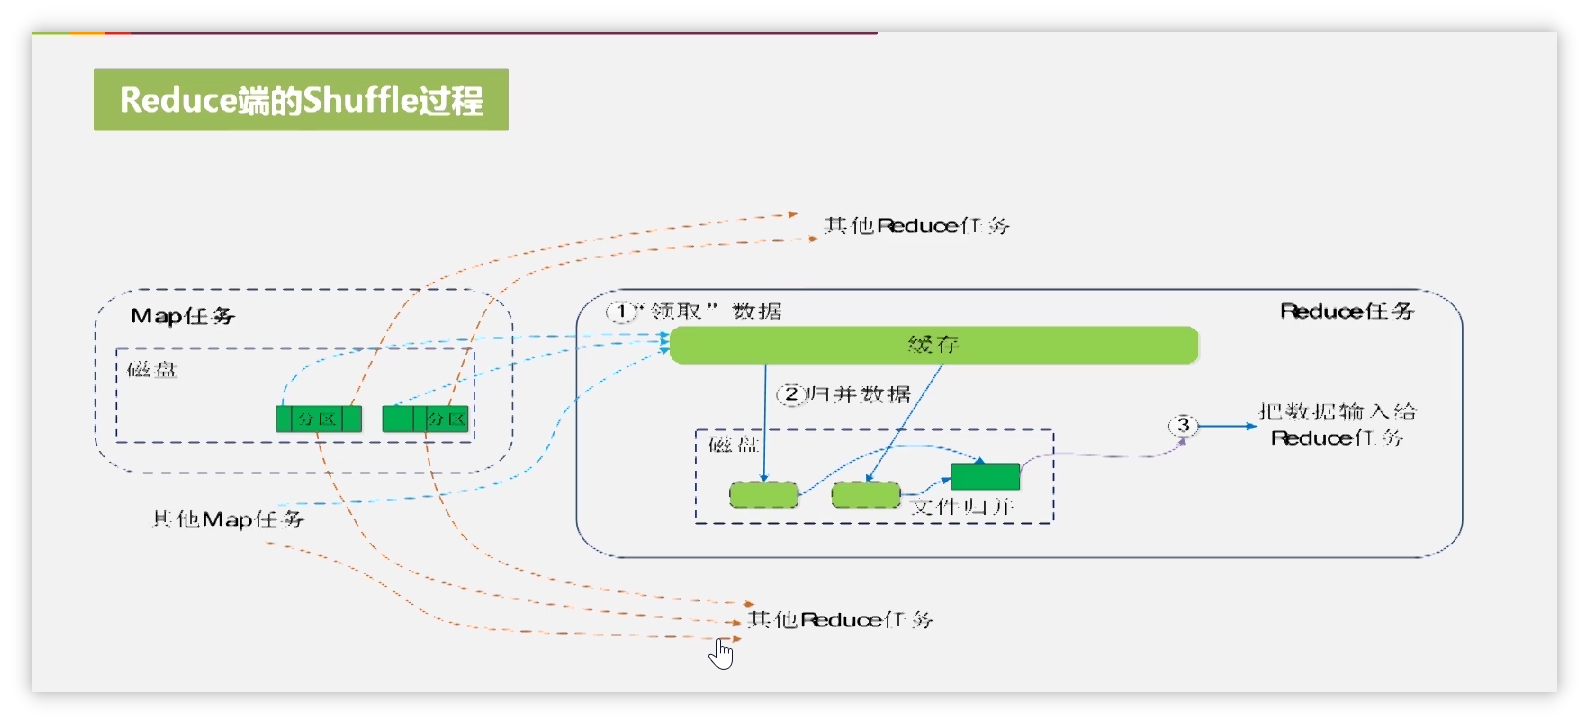 Reduce端的Shuffle过程
其他Reduce任务
Map任务
磁盘
分区
分区
其他Map任务
①“领取”数据
Reduce任务
缓存
②归并数据
磁盘
文件归并
③
把数据输入给
Reduce任务
其他Reduce任务